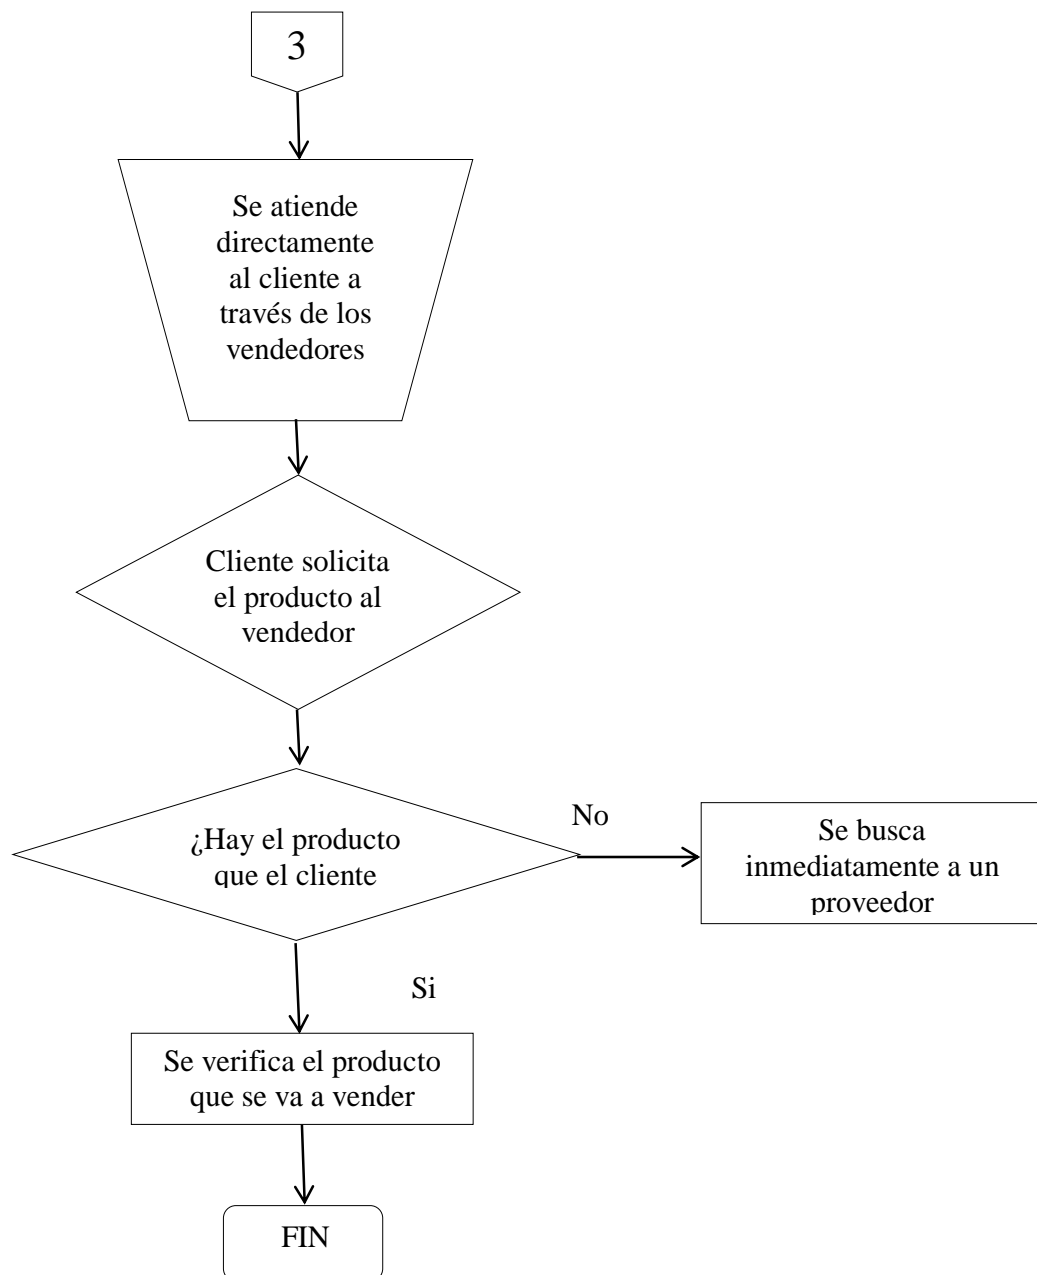 3
Se atiende
directamente
al cliente a
través de los
vendedores
Cliente solicita
el producto al
vendedor
¿Hay el producto
que el cliente
No
Se busca
inmediatamente a un
proveedor
Si
Se verifica el producto
que se va a vender
FIN